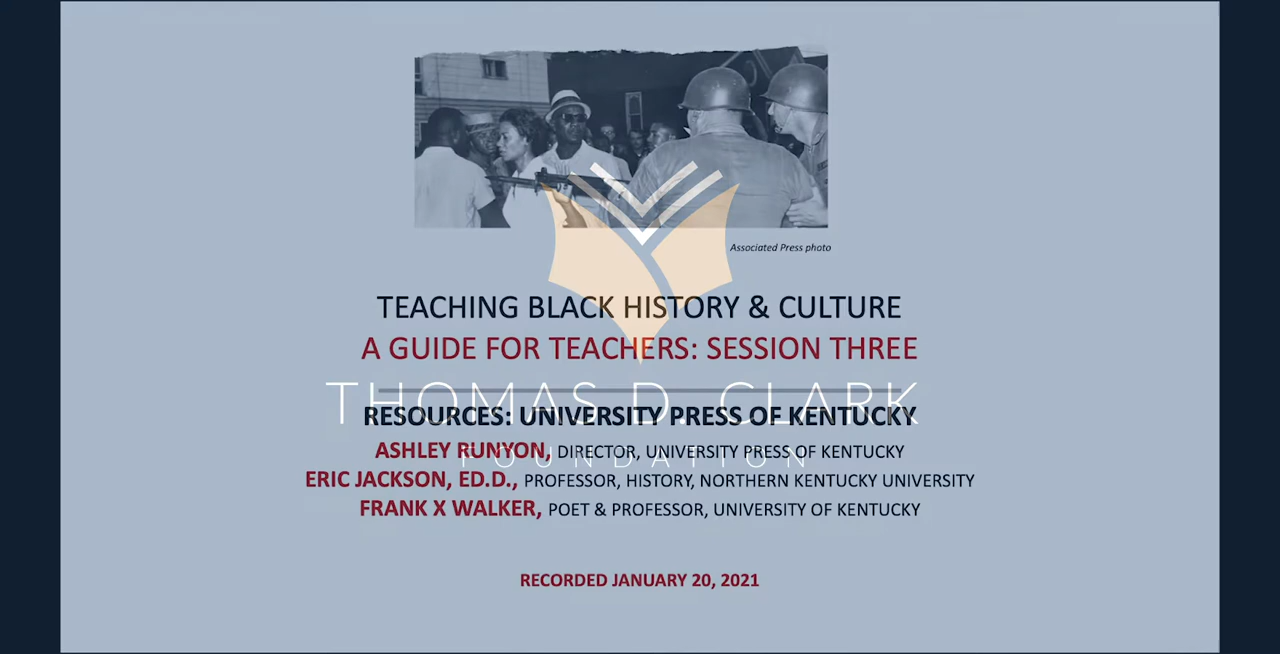 Associated Press photo
TEACHING BLACK HISTORY & CULTURE
A GUIDE FOR TEACHERS: SESSION THREE
THOMAS D. CLARK
RESOURCES: UNIVERSITY PRESS OF KENTUCKY
ASHLEY RUNYON, DIRECTOR, UNIVERSITY PRESS OF KENTUCKY
FOUNDATION
ERIC JACKSON, ED.D., PROFESSOR, HISTORY, NORTHERN KENTUCKY UNIVERSITY
FRANK X WALKER, POET & PROFESSOR, UNIVERSITY OF KENTUCKY
RECORDED JANUARY 20, 2021